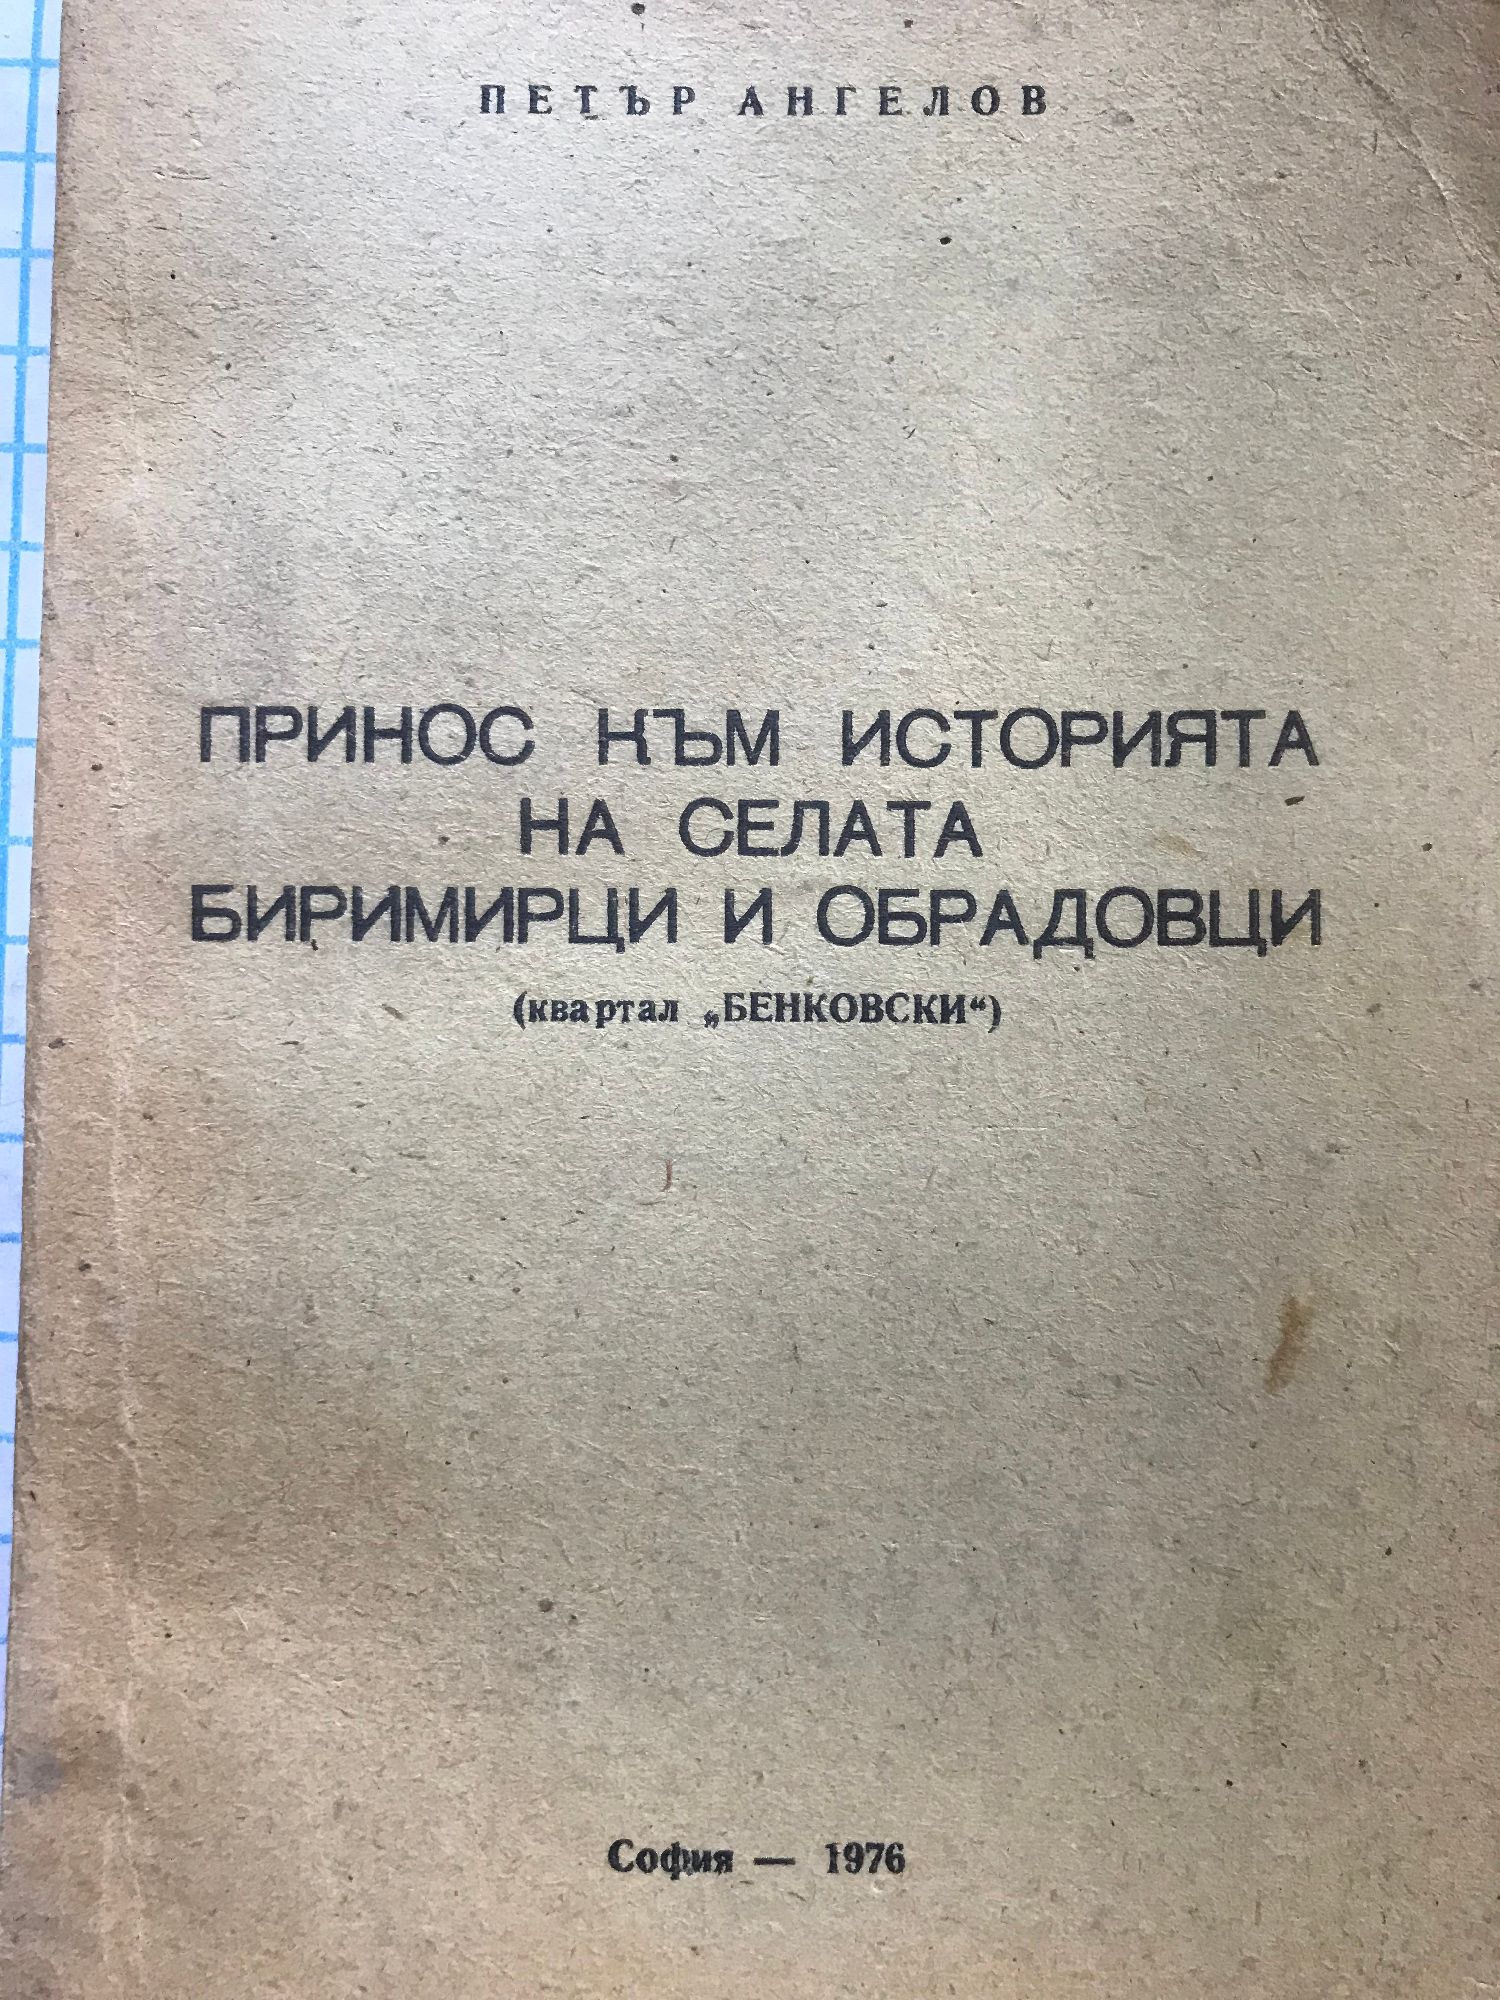 ПЕТЪР АНГЕЛОВ
ПРИНОС КЪМ ИСТОРИЯТА
НА СЕЛАТА
БИРИМИРЦИ И ОБРАДОВЦИ
(квартал „БЕНКОВСКИ“)
София — 1976